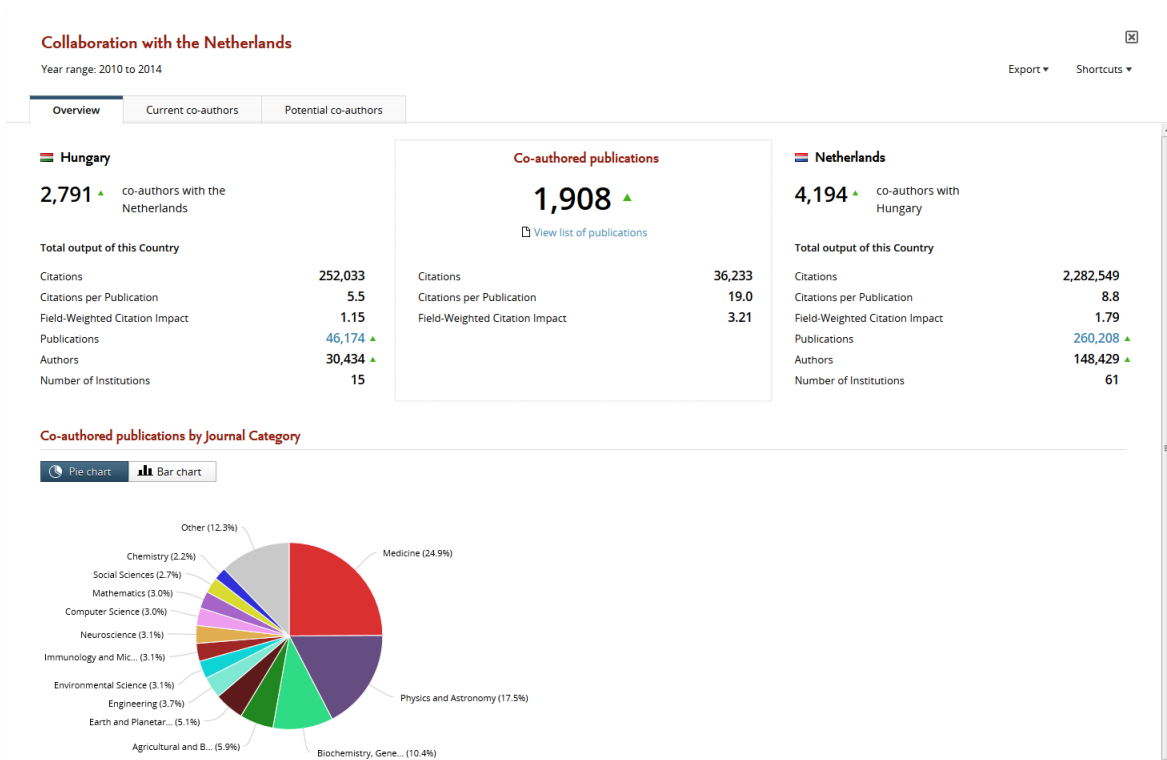 Collaboration with the Netherlands
Year range: 2010 to 2014
Export
Shortcuts
Overview
Current co-authors
Potential co-authors
Hungary
2,791 co-authors with the
Netherlands
Total output of this Country
Citations 252,033
Citations per Publication 5.5
Field-Weighted Citation Impact 1.15
Publications 46,174
Authors 30,434
Number of Institutions 15
Co-authored publications
1,908
View list of publications
Citations 36,233
Citations per Publication 19.0
Field-Weighted Citation Impact 3.21
Netherlands
4,194 co-authors with
Hungary
Total output of this Country
Citations 2,282,549
Citations per Publication 8.8
Field-Weighted Citation Impact 1.79
Publications 260,208
Authors 148,429
Number of Institutions 61
Co-authored publications by Journal Category
Pie chart
Bar chart
Other (12.3%)
Medicine (24.9%)
Chemistry (2.2%)
Social Sciences (2.7%)
Mathematics (3.0%)
Computer Science (3.0%)
Neuroscience (3.1%)
Immunology and Mic... (3.1%)
Environmental Science (3.1%)
Engineering (3.7%)
Physics and Astronomy (17.5%)
Earth and Planetar... (5.1%)
Agricultural and B... (5.9%)
Biochemistry, Gene... (10.4%)